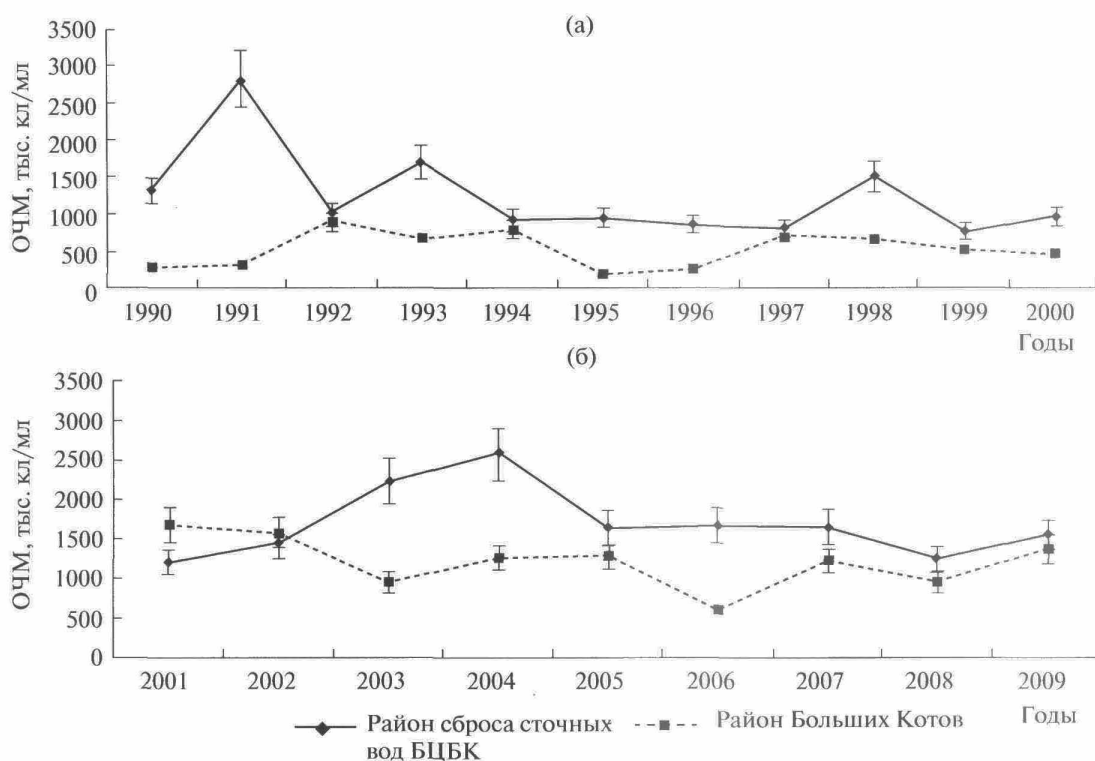 (а)
ОЧМ, тыс. кл/мл
3500
3000
2500
2000
1500
1000
500
0
1990 1991 1992 1993 1994 1995 1996 1997 1998 1999 2000
Годы
(б)
ОЧМ, тыс. кл/мл
3500
3000
2500
2000
1500
1000
500
0
2001 2002 2003 2004 2005 2006 2007 2008 2009
Годы
Район сброса сточных
вод БЦБК
Район Больших Котов